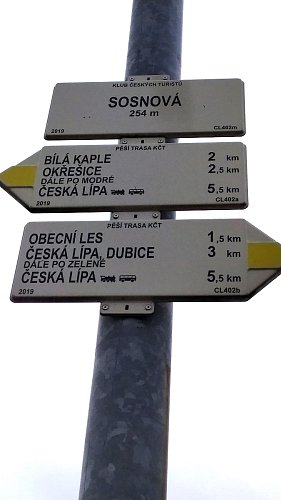 KLUB ČESKÝCH TURISTŮ
SOSNOVÁ
254 m
2019 CL402m
PĚŠÍ TRASA KČT
BÍLÁ KAPLE 2 km
OKŘEŠICE 2,5 km
DÁLE PO MODRÉ
ČESKÁ LÍPA 5,5 km
2019 CL402a
PĚŠÍ TRASA KČT
OBECNÍ LES 1,5 km
ČESKÁ LÍPA, DUBICE 3 km
DÁLE PO ZELENÉ
ČESKÁ LÍPA 5,5 km
2019 CL402b